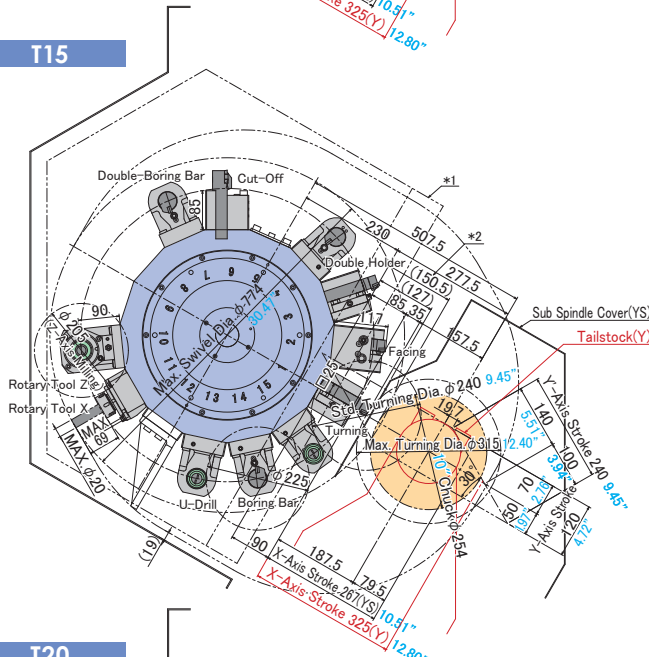 10.51"
X-Axis Stroke 325(Y) 12.80"
T15
*1
Double-Boring Bar
Cut-Off
85
230
507.5
*2
Double Holder
(150.5)
277.5
(127)
85.35
117
157.5
Sub Spindle Cover(YS)
Tailstock(Y)
φ105
90
Max. Swivel Dia. φ774
30.47"
Facing
□25
Std. Turning Dia. φ240 9.45"
Rotary Tool Z
Rotary Tool X
MAX
69
MAX. φ20
1
2
3
6
7
8
9
10
11
12
13
14
15
Turning
197
Max. Turning Dia. φ315 12.40"
10" Chuck φ254
30°
Y'-Axis Stroke 240
9.45"
140
5.51"
100
3.94"
70
2.76"
50
1.97"
Y-Axis Stroke
120
4.72"
φ225
U-Drill
Boring Bar
(19)
90
187.5
79.5
X-Axis Stroke 267(YS) 10.51"
X-Axis Stroke 325(Y) 12.80"
T20